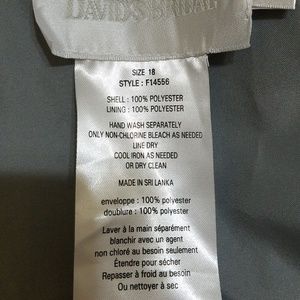 DAVID'S BRIDAL
SIZE 18
STYLE : F14556
SHELL : 100% POLYESTER
LINING : 100% POLYESTER
HAND WASH SEPARATELY
ONLY NON-CHLORINE BLEACH AS NEEDED
LINE DRY
COOL IRON AS NEEDED
OR DRY CLEAN
MADE IN SRI LANKA
enveloppe : 100% polyester
doublure : 100% polyester
Laver à la main séparément
blanchir avec un agent
non chloré au besoin seulement
Étendre pour sécher
Repasser à froid au besoin
Ou nettoyer à sec